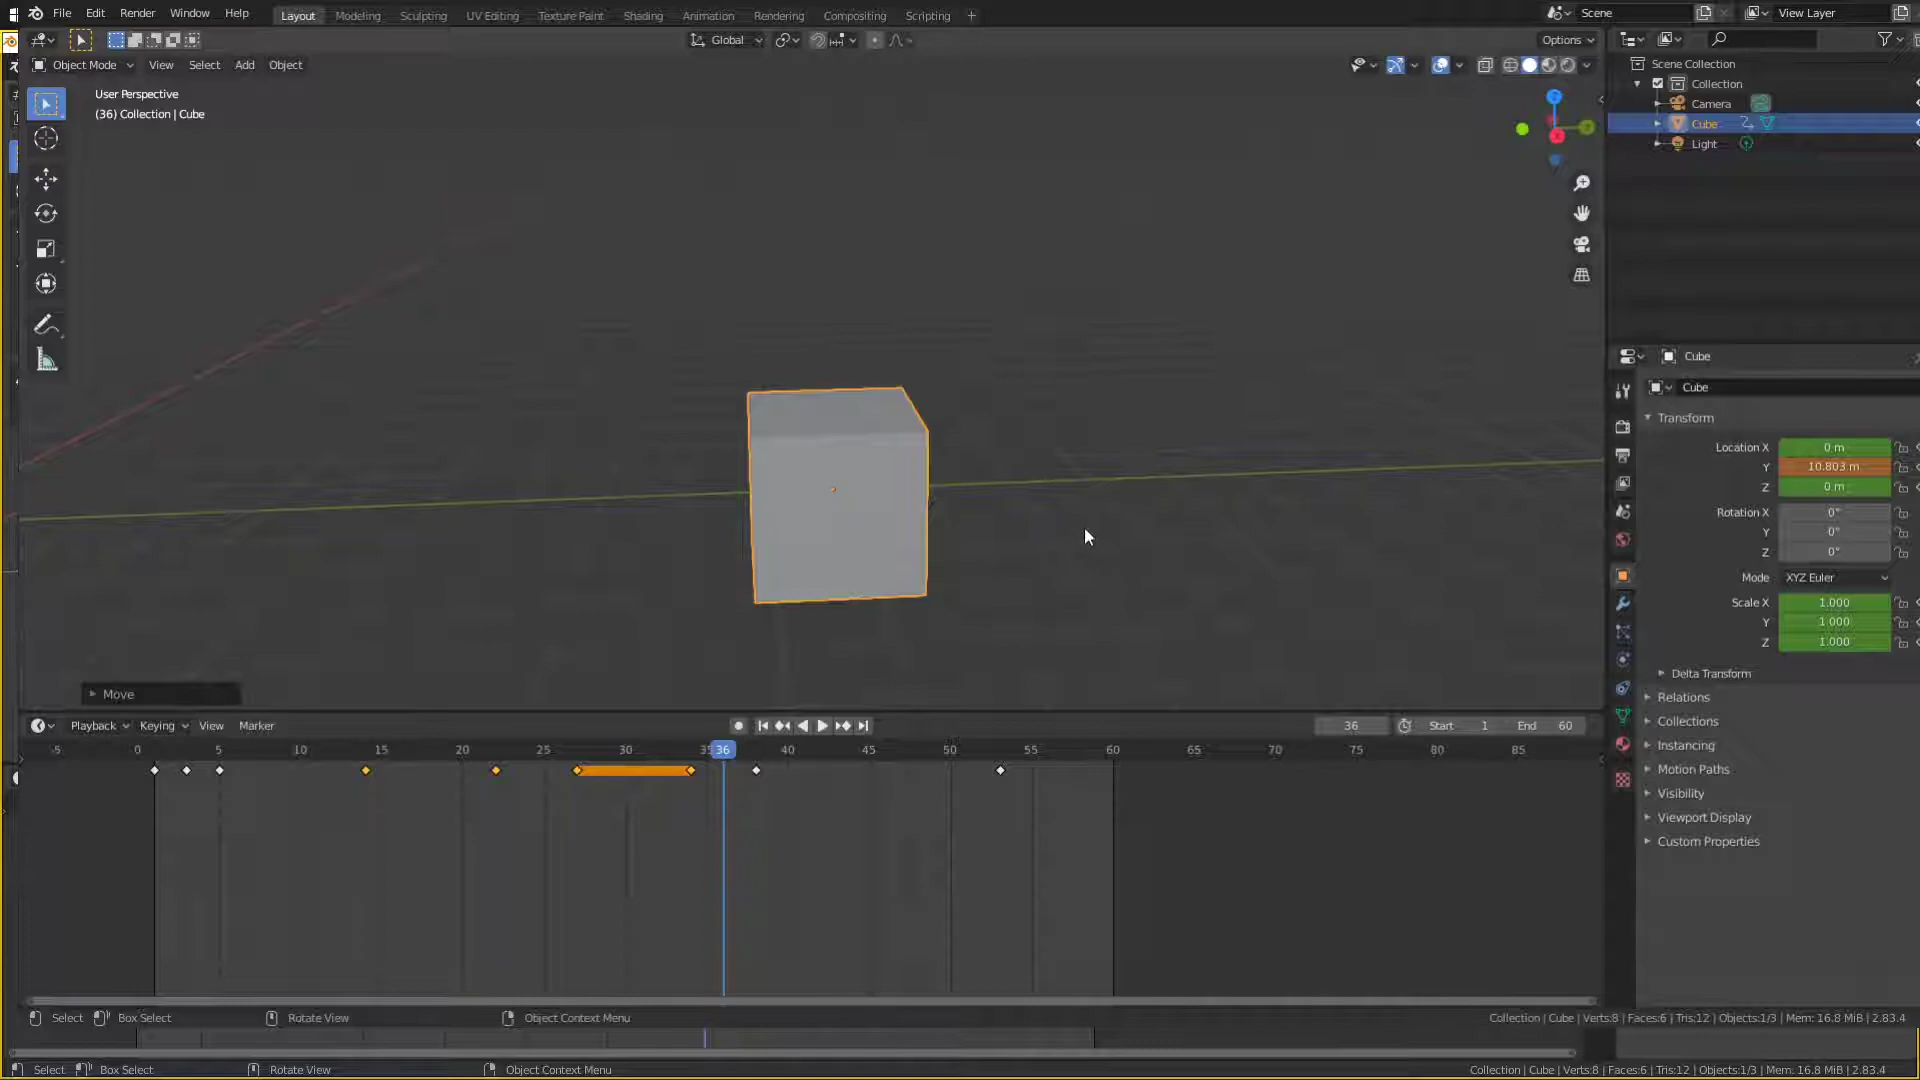 File Edit Render Window Help Layout Modeling Sculpting UV Editing Texture Paint Shading Animation Rendering Compositing Scripting + Scene View Layer
Global Options
Object Mode View Select Add Object
User Perspective
(36) Collection | Cube
Scene Collection
Collection
Camera
Cube
Light
Cube
Cube
Transform
Location X 0 m
Y 10.803 m
Z 0 m
Rotation X 0°
Y 0°
Z 0°
Mode XYZ Euler
Scale X 1.000
Y 1.000
Z 1.000
Delta Transform
Relations
Collections
Instancing
Motion Paths
Visibility
Viewport Display
Custom Properties
Move
Playback Keying View Marker 36 Start 1 End 60
-5 0 5 10 15 20 25 30 35 36 40 45 50 55 60 65 70 75 80 85
Select Box Select Rotate View Object Context Menu Collection | Cube | Verts:8 | Faces:6 | Tris:12 | Objects:1/3 | Mem: 16.8 MiB | 2.83.4
Select Box Select Rotate View Object Context Menu Collection | Cube | Verts:8 | Faces:6 | Tris:12 | Objects:1/3 | Mem: 16.8 MiB | 2.83.4